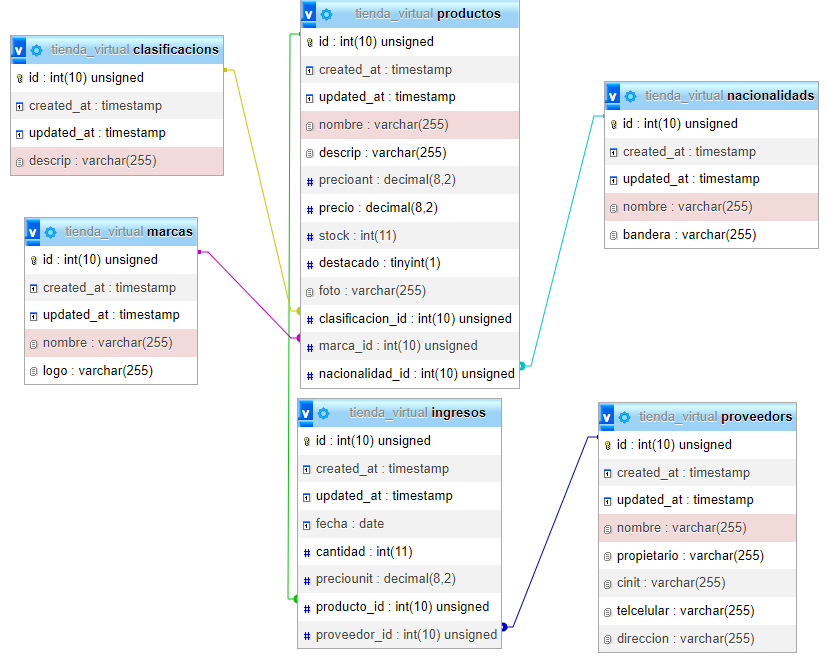 tienda_virtual clasificacions
id : int(10) unsigned
created_at : timestamp
updated_at : timestamp
descrip : varchar(255)
tienda_virtual marcas
id : int(10) unsigned
created_at : timestamp
updated_at : timestamp
nombre : varchar(255)
logo : varchar(255)
tienda_virtual productos
id : int(10) unsigned
created_at : timestamp
updated_at : timestamp
nombre : varchar(255)
descrip : varchar(255)
precioant : decimal(8,2)
precio : decimal(8,2)
stock : int(11)
destacado : tinyint(1)
foto : varchar(255)
clasificacion_id : int(10) unsigned
marca_id : int(10) unsigned
nacionalidad_id : int(10) unsigned
tienda_virtual ingresos
id : int(10) unsigned
created_at : timestamp
updated_at : timestamp
fecha : date
cantidad : int(11)
preciounit : decimal(8,2)
producto_id : int(10) unsigned
proveedor_id : int(10) unsigned
tienda_virtual nacionalidads
id : int(10) unsigned
created_at : timestamp
updated_at : timestamp
nombre : varchar(255)
bandera : varchar(255)
tienda_virtual proveedors
id : int(10) unsigned
created_at : timestamp
updated_at : timestamp
nombre : varchar(255)
propietario : varchar(255)
cinit : varchar(255)
telcelular : varchar(255)
direccion : varchar(255)